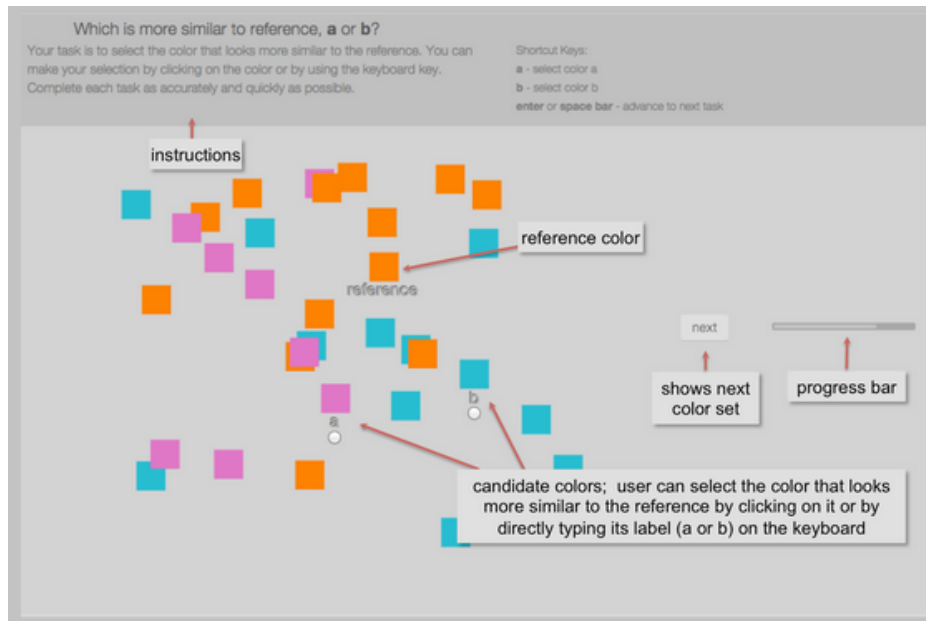 Which is more similar to reference, a or b?
Your task is to select the color that looks more similar to the reference. You can
make your selection by clicking on the color or by using the keyboard key.
Complete each task as accurately and quickly as possible.
Shortcut Keys:
a - select color a
b - select color b
enter or space bar - advance to next task
instructions
reference color
reference
next
shows next
color set
progress bar
a
b
candidate colors;  user can select the color that looks
more similar to the reference by clicking on it or by
directly typing its label (a or b) on the keyboard